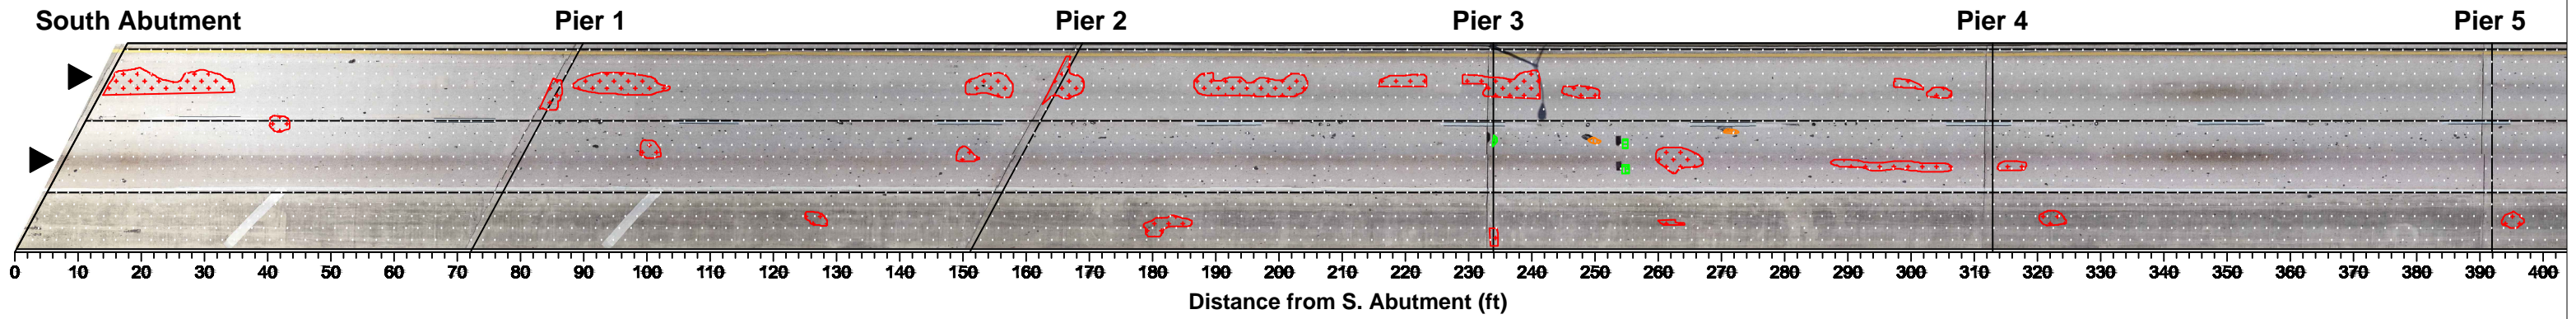 South Abutment Pier 1 Pier 2 Pier 3 Pier 4 Pier 5
0 10 20 30 40 50 60 70 80 90 100 110 120 130 140 150 160 170 180 190 200 210 220 230 240 250 260 270 280 290 300 310 320 330 340 350 360 370 380 390 400
Distance from S. Abutment (ft)